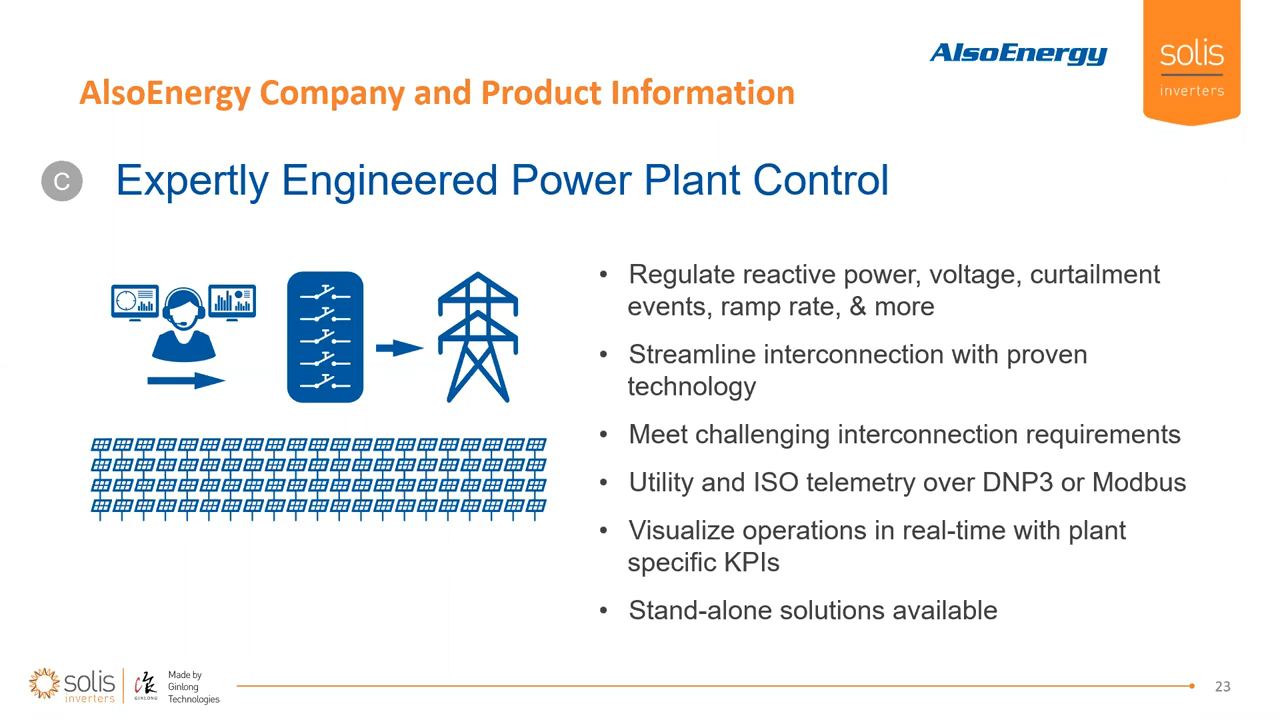 AlsoEnergy
solis
inverters
AlsoEnergy Company and Product Information
C
Expertly Engineered Power Plant Control
• Regulate reactive power, voltage, curtailment
events, ramp rate, & more
• Streamline interconnection with proven
technology
• Meet challenging interconnection requirements
• Utility and ISO telemetry over DNP3 or Modbus
• Visualize operations in real-time with plant
specific KPIs
• Stand-alone solutions available
solis
inverters
GINLONG
Made by
Ginlong
Technologies
23